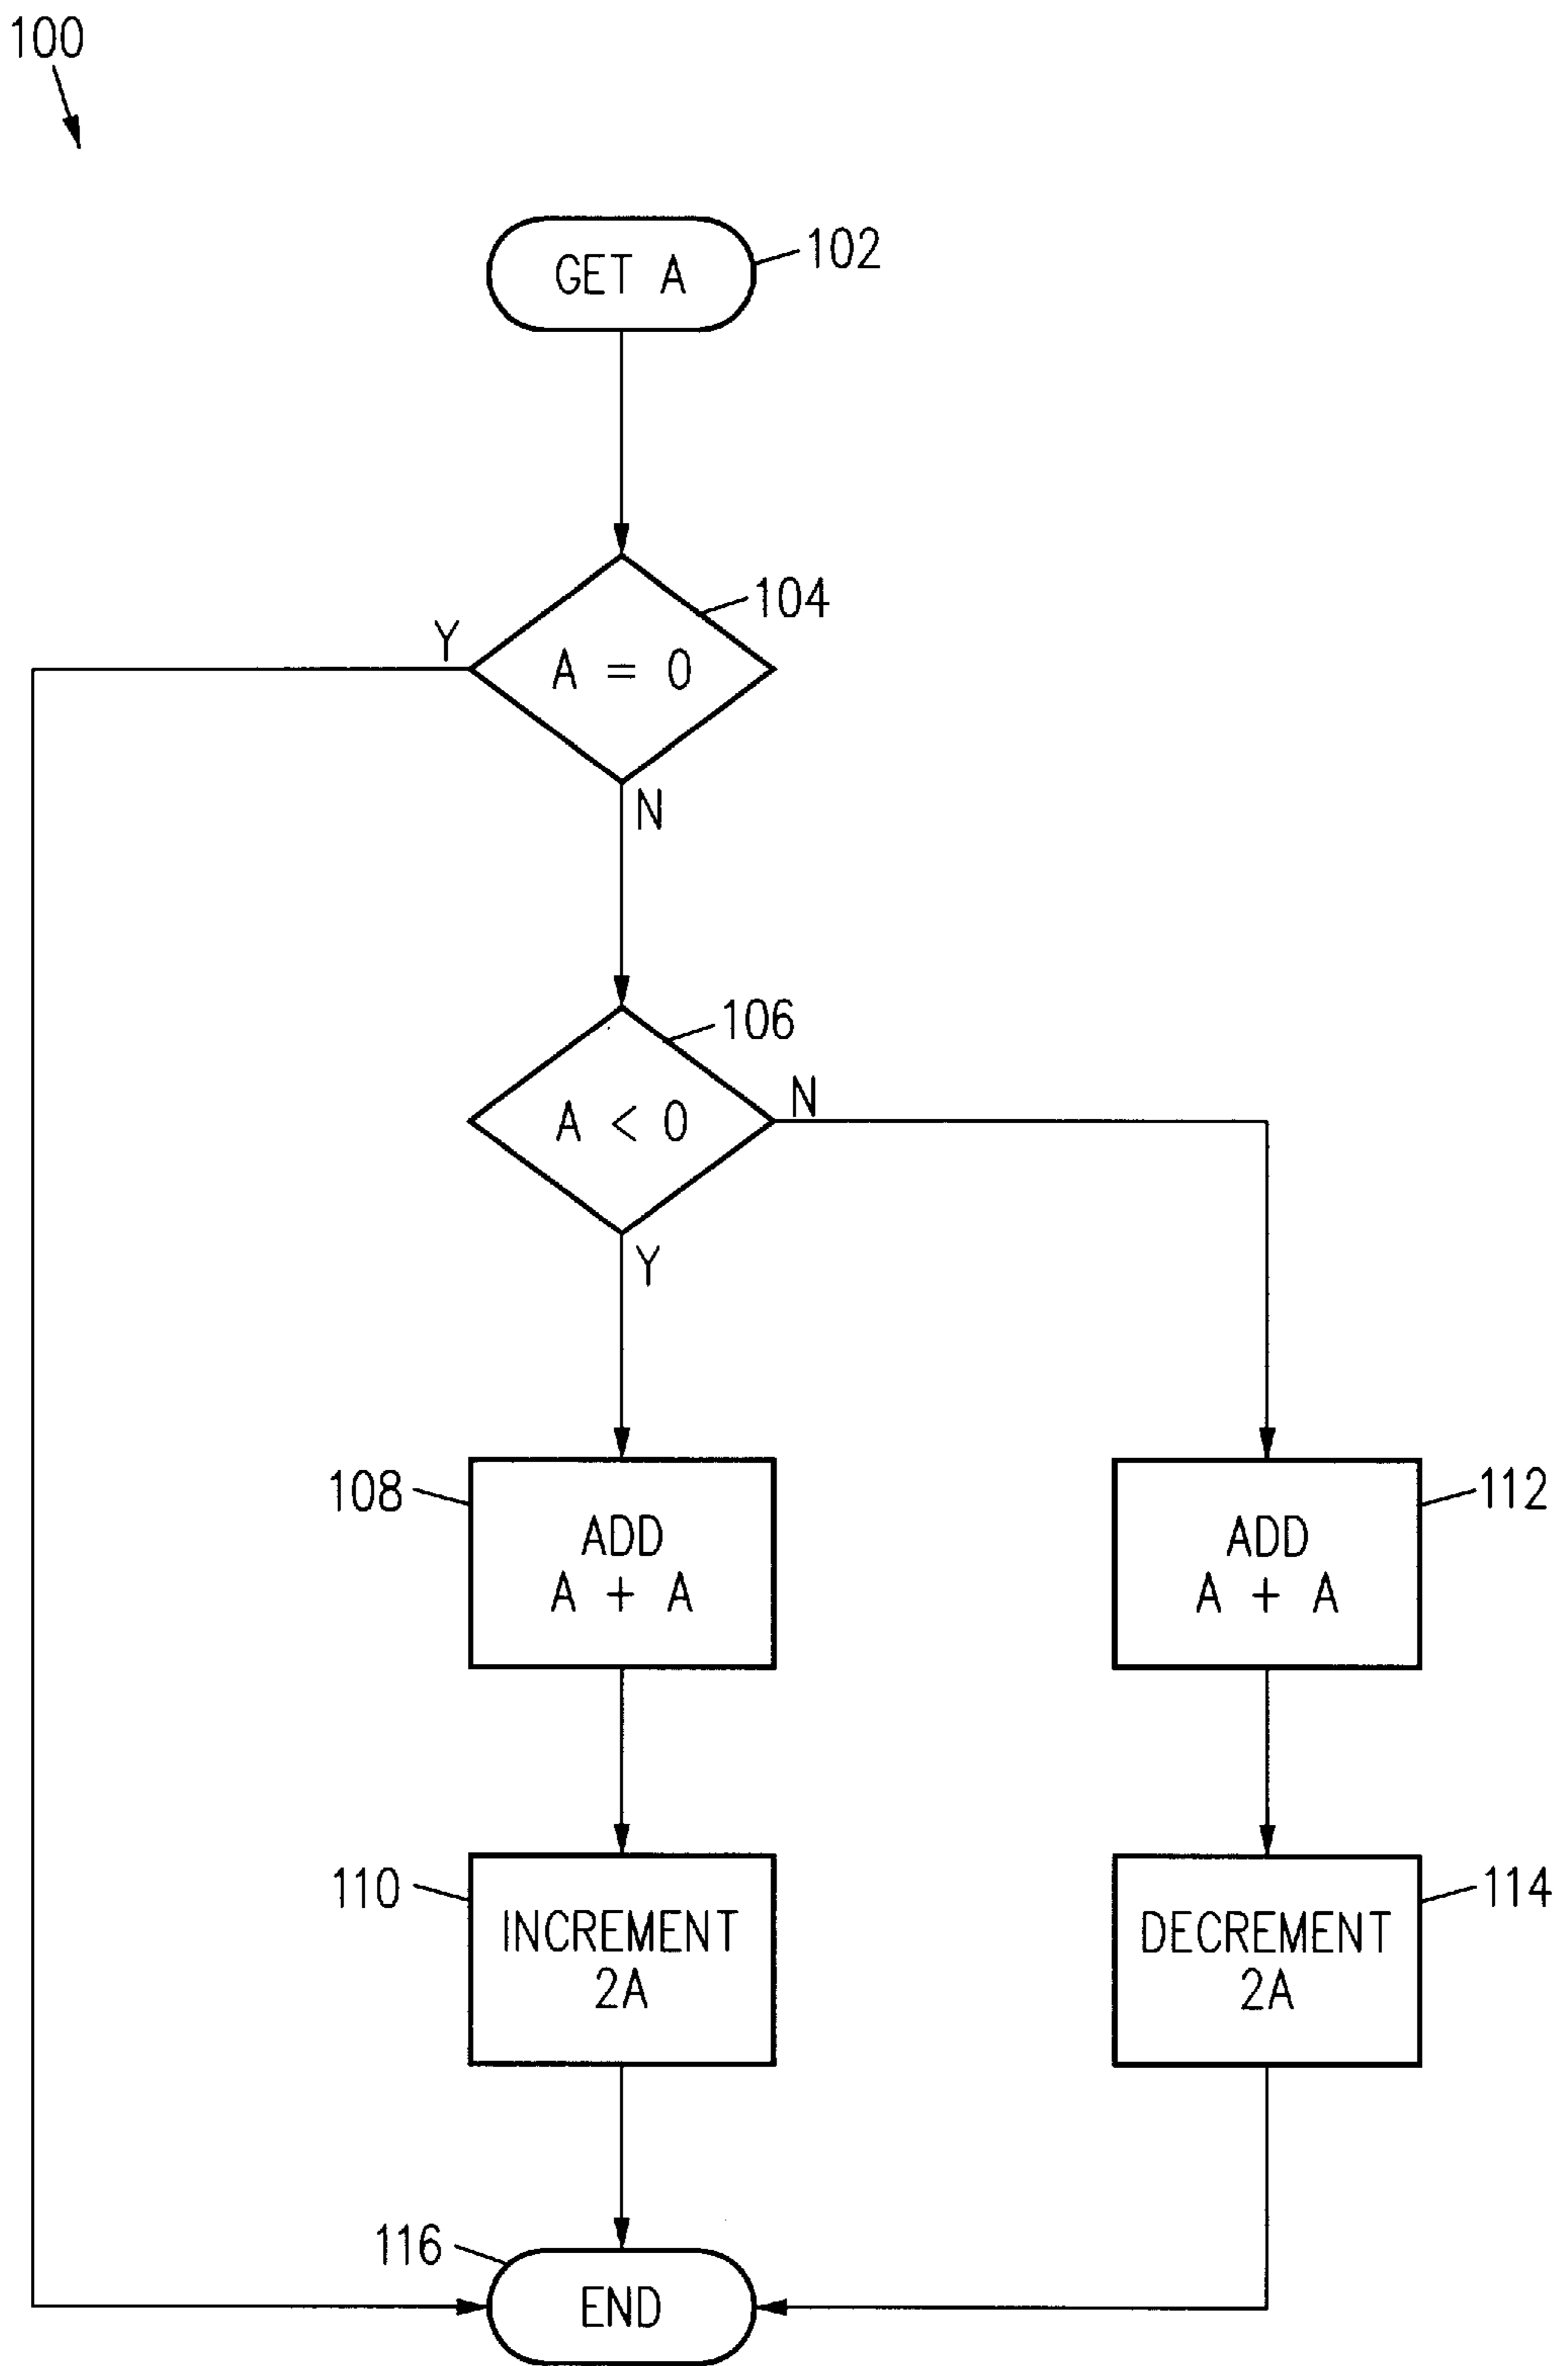 100
GET A
102
104
Y
A = 0
N
106
A < 0
N
Y
108
ADD
A + A
112
ADD
A + A
110
INCREMENT
2A
114
DECREMENT
2A
116
END